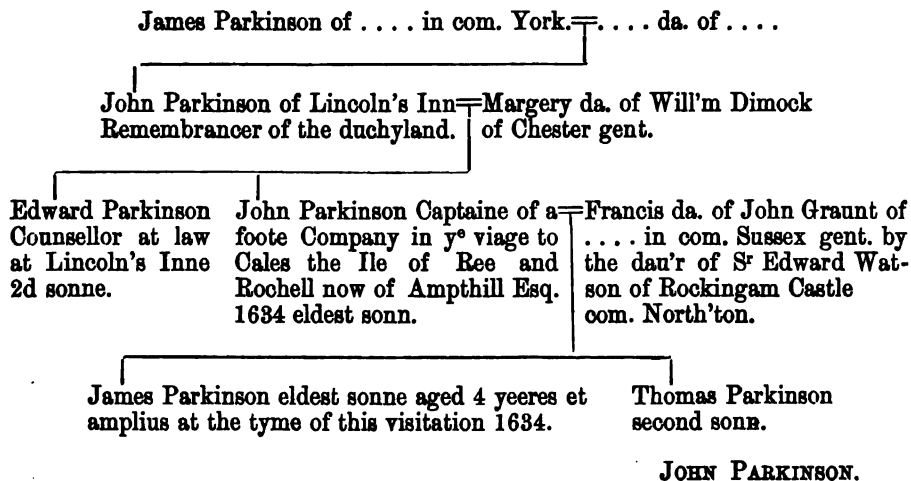 James Parkinson of .... in com. York.=.... da. of ....
John Parkinson of Lincoln's Inn=Margery da. of Will'm Dimock
Remembrancer of the duchyland. of Chester gent.
Edward Parkinson
Counsellor at law
at Lincoln's Inne
2d sonne.
John Parkinson Captaine of a=Francis da. of John Graunt of
foote Company in yᵉ viage to
Cales the Ile of Ree and
Rochell now of Ampthill Esq.
1634 eldest sonn.
.... in com. Sussex gent. by
the dau'r of Sʳ Edward Wat-
son of Rockingam Castle
com. North'ton.
James Parkinson eldest sonne aged 4 yeeres et
amplius at the tyme of this visitation 1634.
Thomas Parkinson
second sonn.
JOHN PARKINSON.